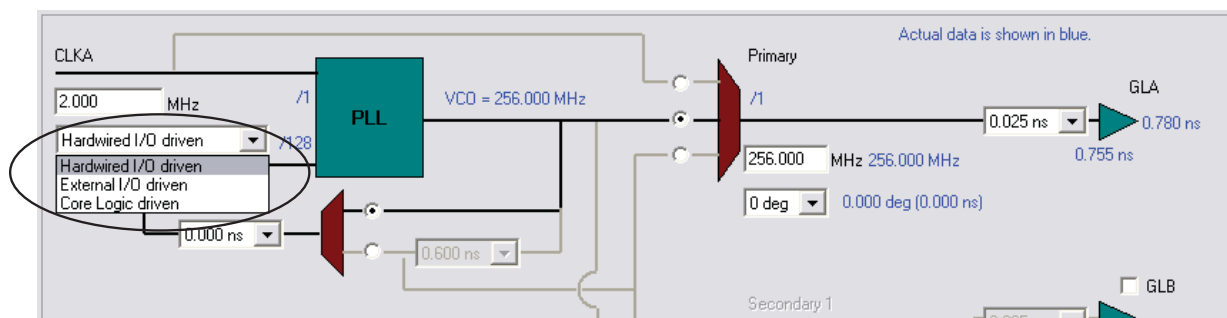 Actual data is shown in blue.
CLKA
Primary
2.000 MHz
/1
PLL
VCO = 256.000 MHz
/1
GLA
Hardwired I/O driven
/128
0.025 ns
0.780 ns
Hardwired I/O driven
External I/O driven
Core Logic driven
256.000 MHz 256.000 MHz
0.755 ns
0 deg
0.000 deg (0.000 ns)
0.000 ns
0.600 ns
GLB
Secondary 1